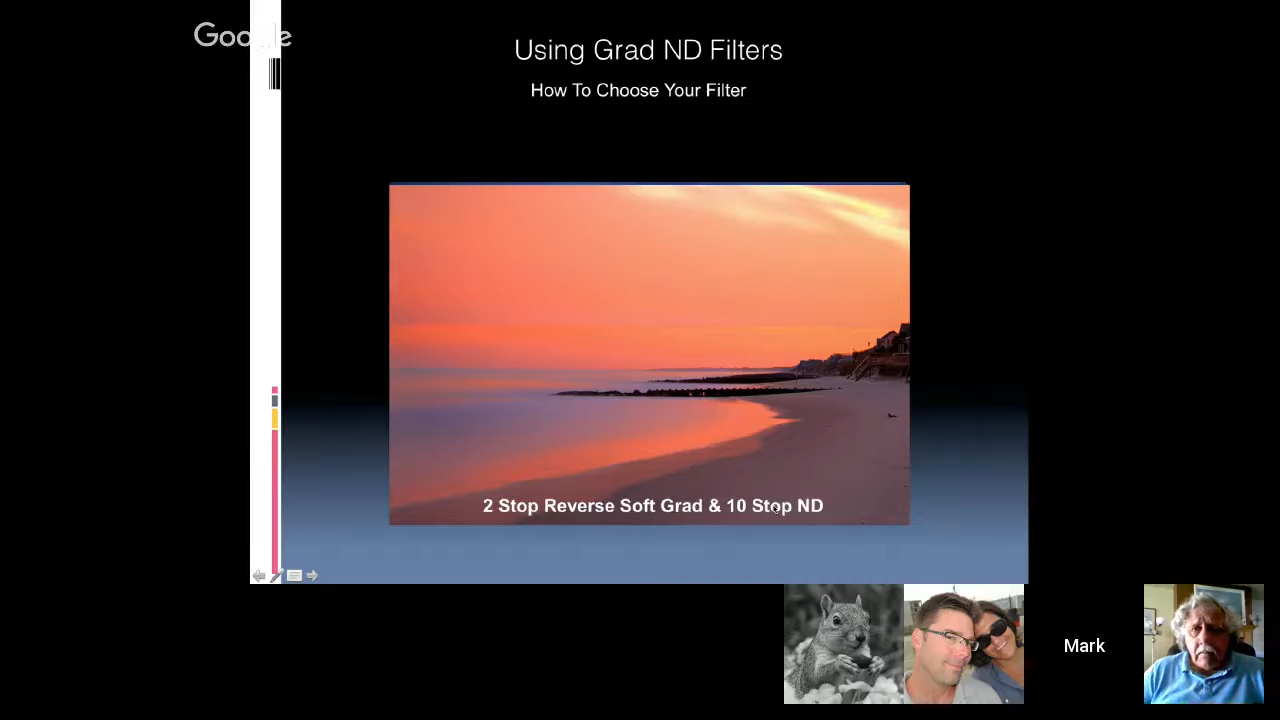 Google
Using Grad ND Filters
How To Choose Your Filter
2 Stop Reverse Soft Grad & 10 Stop ND
Mark